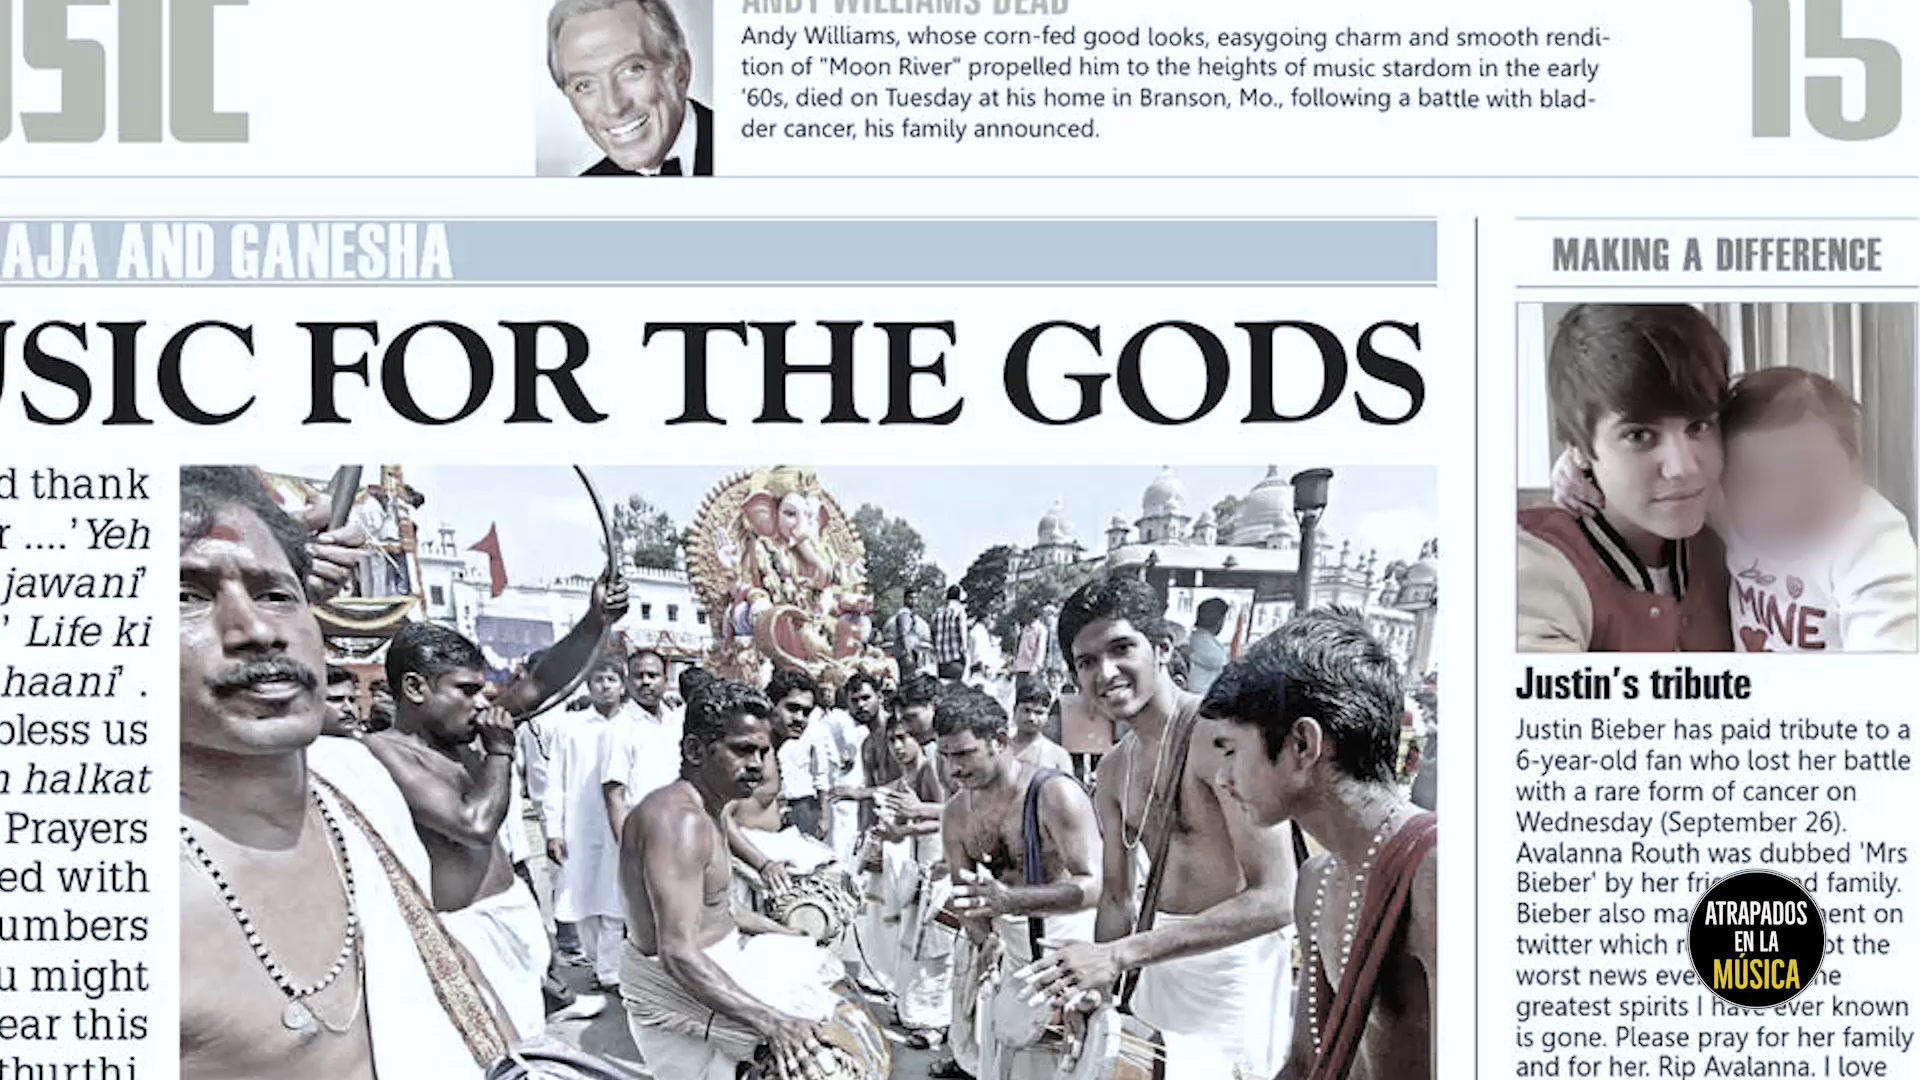 ANDY WILLIAMS DEAD
Andy Williams, whose corn-fed good looks, easygoing charm and smooth rendi-
tion of "Moon River" propelled him to the heights of music stardom in the early
'60s, died on Tuesday at his home in Branson, Mo., following a battle with blad-
der cancer, his family announced.
15
AJA AND GANESHA
USIC FOR THE GODS
d thank
r ....' Yeh
jawani'
' Life ki
haani' .
bless us
n halkat
Prayers
ed with
umbers
u might
ear this
thurthi.
MAKING A DIFFERENCE
MINE
Justin's tribute
Justin Bieber has paid tribute to a
6-year-old fan who lost her battle
with a rare form of cancer on
Wednesday (September 26).
Avalanna Routh was dubbed 'Mrs
Bieber' by her family.
Bieber also on
twitter which the
worst news
greatest spirits I have ever known
is gone. Please pray for her family
and for her. Rip Avalanna. I love
ATRAPADOS
EN LA
MÚSICA